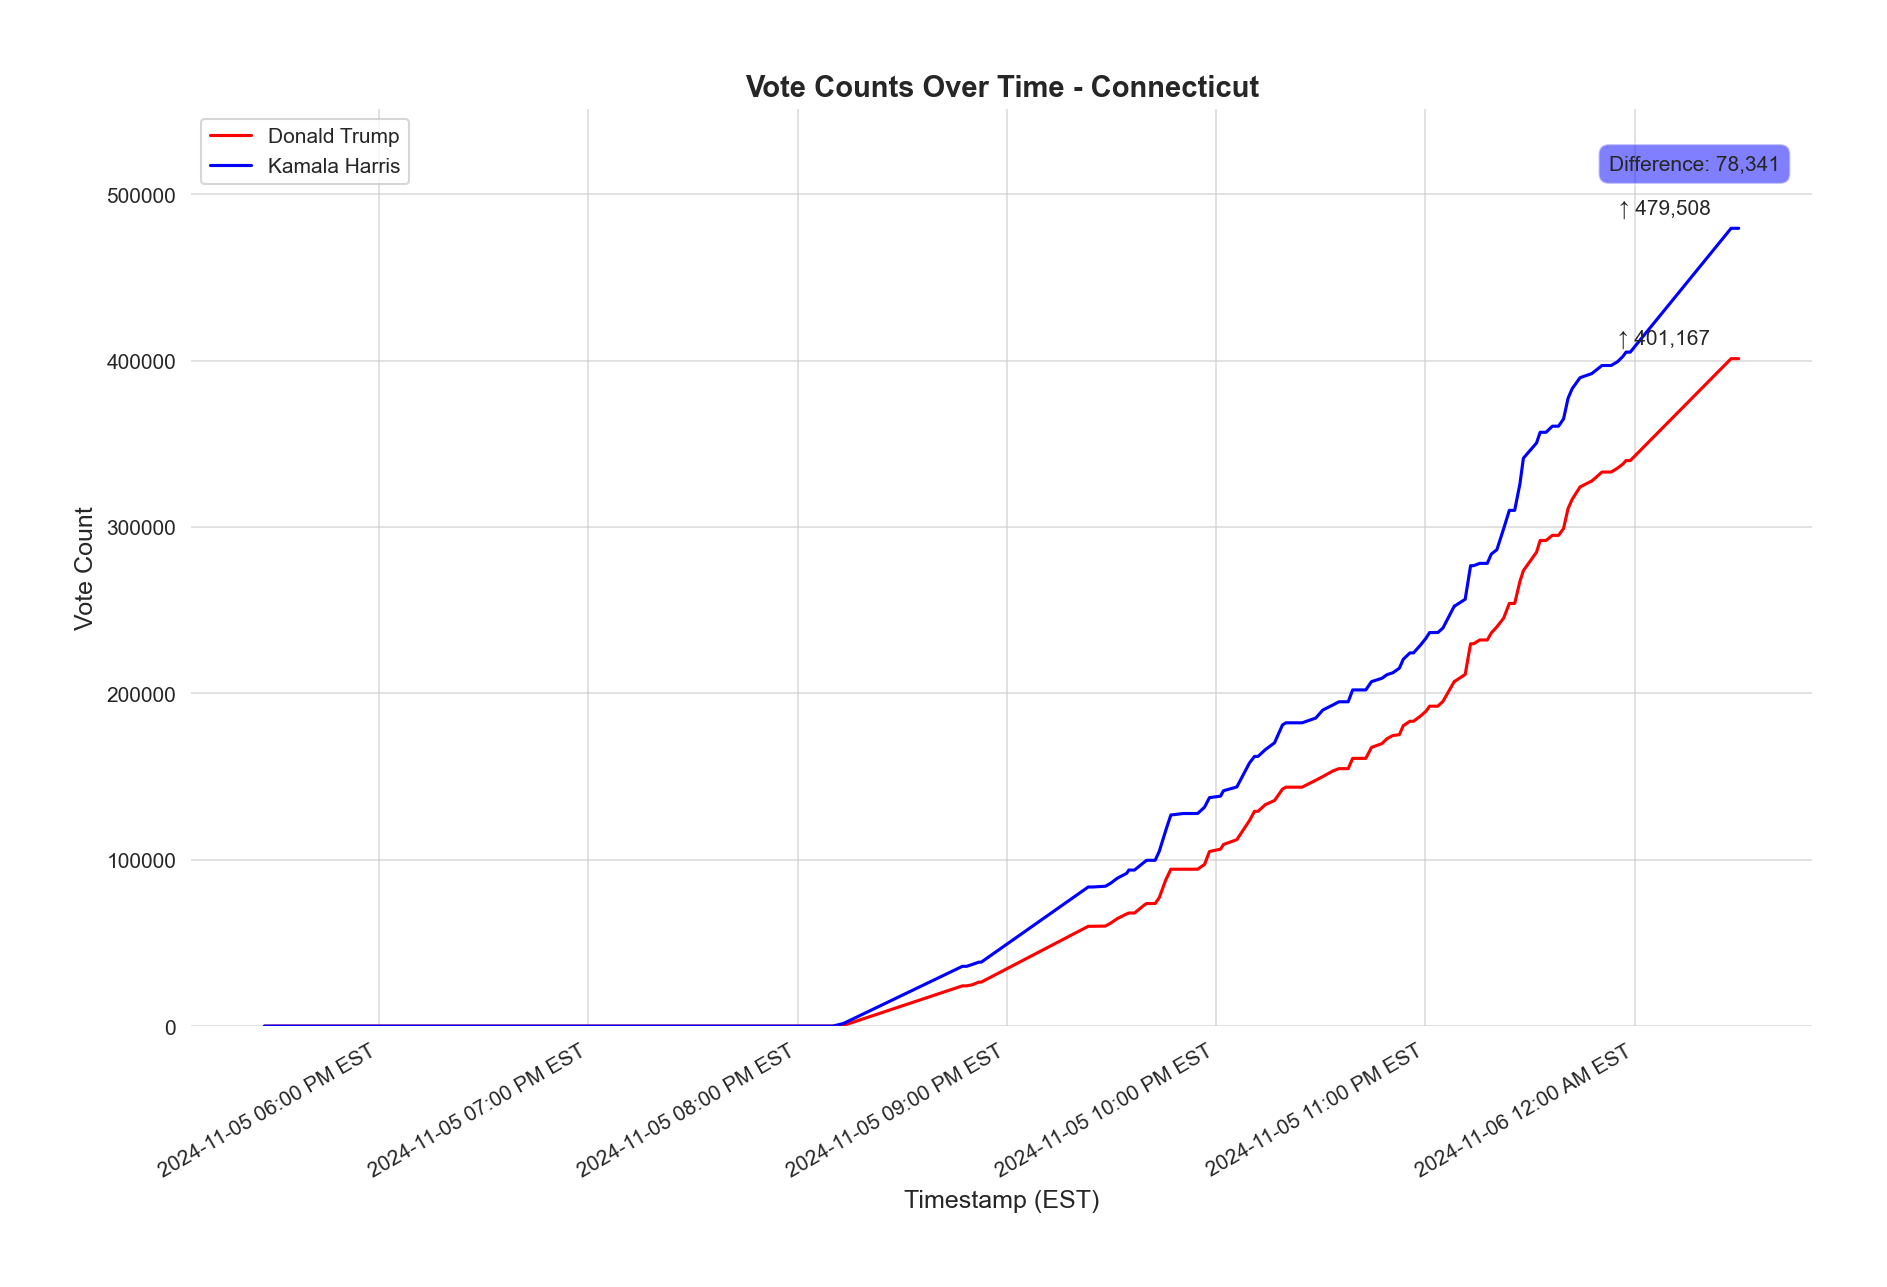 Vote Counts Over Time - Connecticut
Donald Trump
Kamala Harris
Difference: 78,341
↑ 479,508
↑ 401,167
500000
400000
300000
200000
100000
0
Vote Count
2024-11-05 06:00 PM EST
2024-11-05 07:00 PM EST
2024-11-05 08:00 PM EST
2024-11-05 09:00 PM EST
2024-11-05 10:00 PM EST
2024-11-05 11:00 PM EST
2024-11-06 12:00 AM EST
Timestamp (EST)